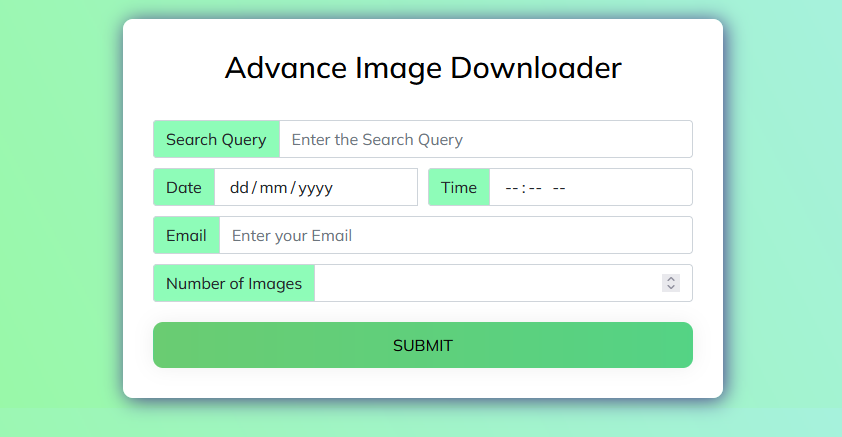 Advance Image Downloader
Search Query Enter the Search Query
Date dd/mm/yyyy Time --:-- --
Email Enter your Email
Number of Images
SUBMIT